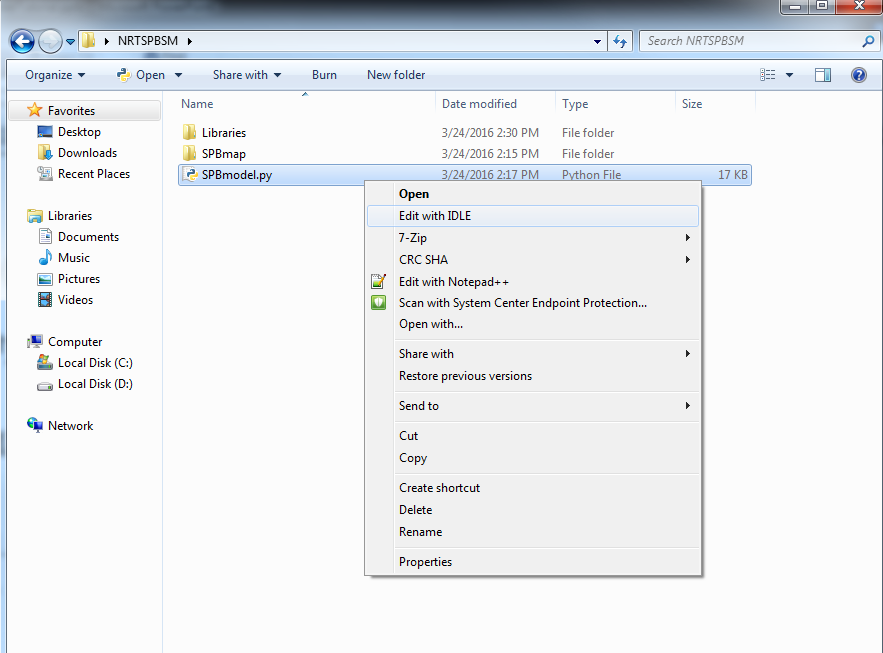 NRTSPBSM
Search NRTSPBSM
Organize Open Share with Burn New folder
Name Date modified Type Size
Favorites
Desktop
Downloads
Recent Places
Libraries
Documents
Music
Pictures
Videos
Computer
Local Disk (C:)
Local Disk (D:)
Network
Libraries 3/24/2016 2:30 PM File folder
SPBmap 3/24/2016 2:15 PM File folder
SPBmodel.py 3/24/2016 2:17 PM Python File 17 KB
Open
Edit with IDLE
7-Zip
CRC SHA
Edit with Notepad++
Scan with System Center Endpoint Protection...
Open with...
Share with
Restore previous versions
Send to
Cut
Copy
Create shortcut
Delete
Rename
Properties